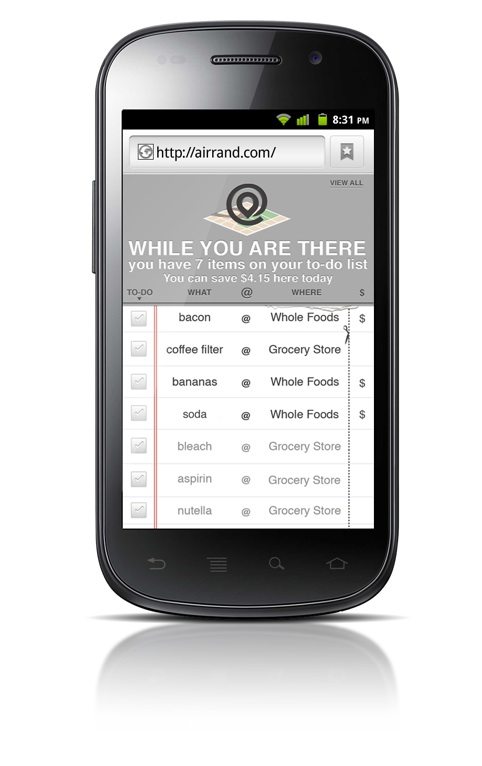 8:31 PM
http://airrand.com/
VIEW ALL
@
WHILE YOU ARE THERE
you have 7 items on your to-do list
You can save $4.15 here today
TO-DO WHAT @ WHERE $
bacon @ Whole Foods $
coffee filter @ Grocery Store
bananas @ Whole Foods $
soda @ Whole Foods $
bleach @ Grocery Store
aspirin @ Grocery Store
nutella @ Grocery Store